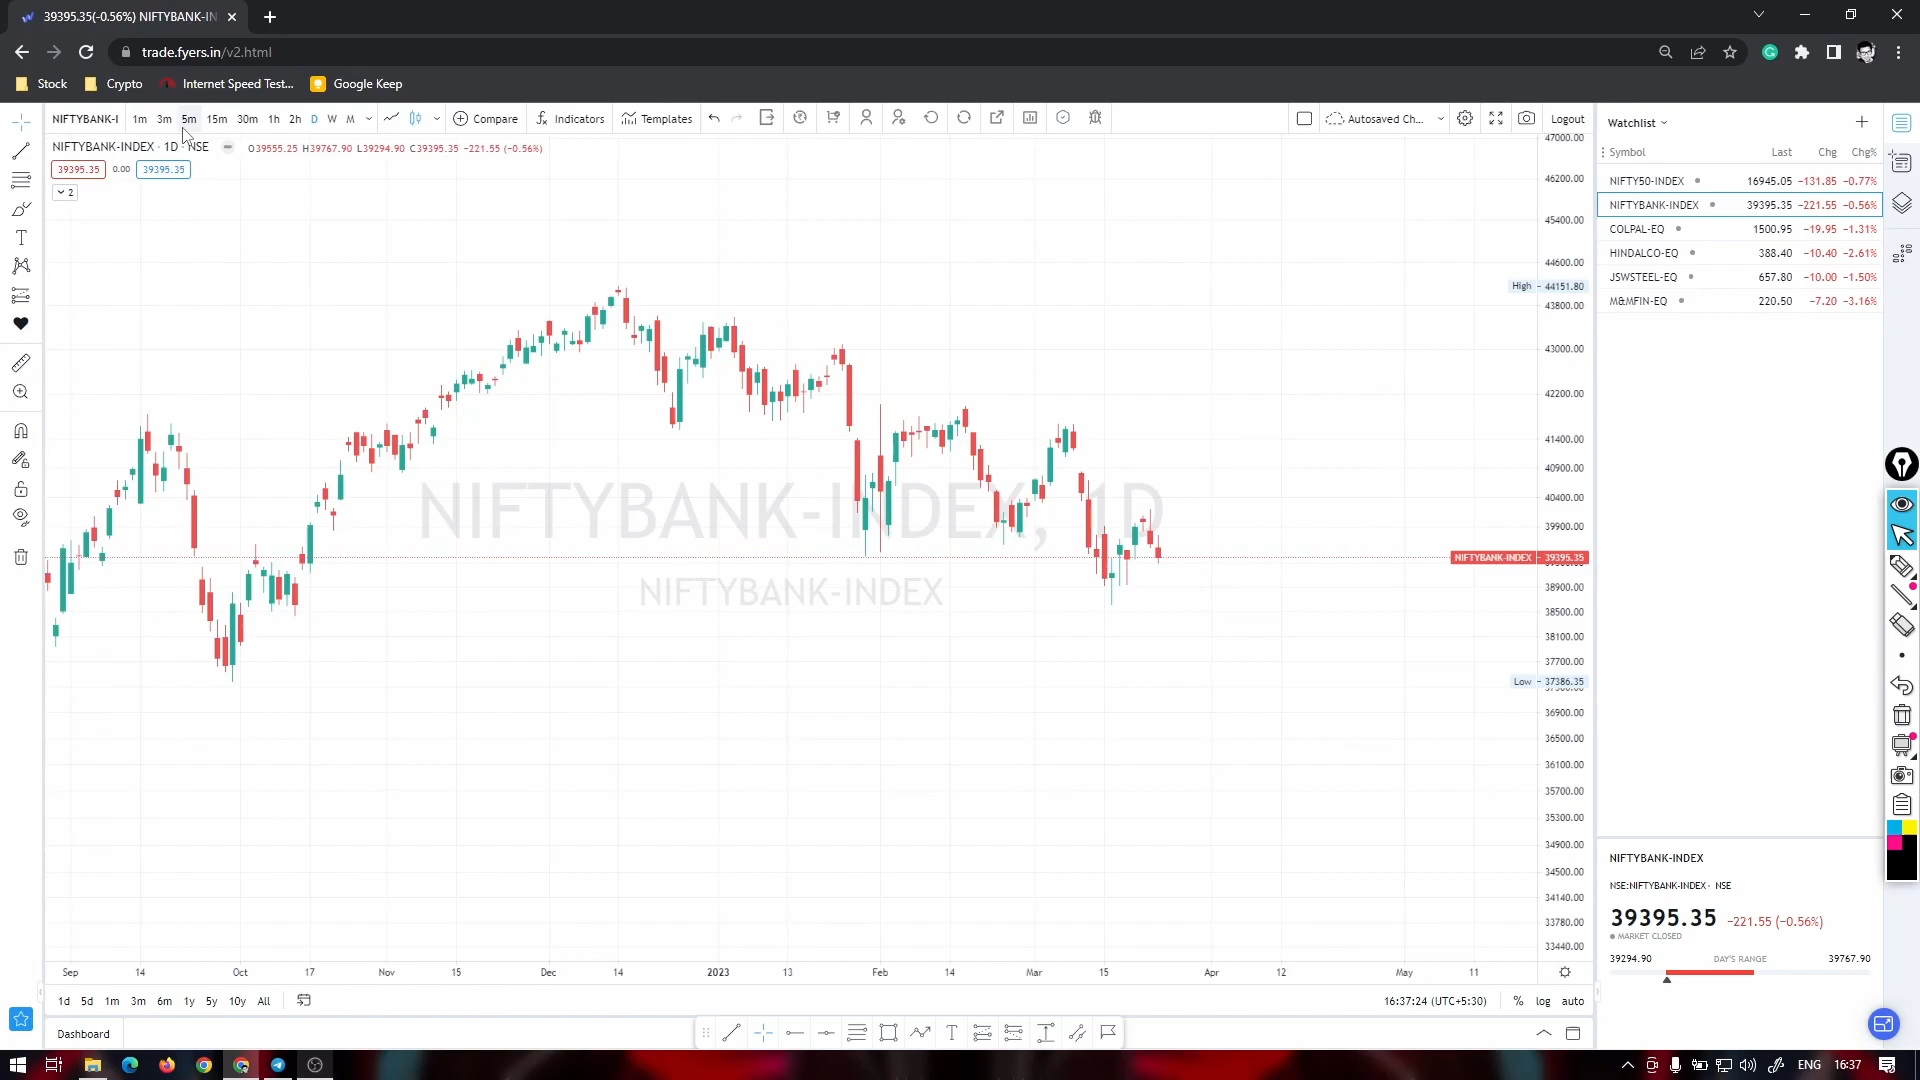 39395.35(-0.56%) NIFTYBANK-IN
trade.fyers.in/v2.html
Stock Crypto Internet Speed Test... Google Keep
NIFTYBANK-I 1m 3m 5m 15m 30m 1h 2h D W M Compare Indicators Templates Autosaved Ch... Logout
NIFTYBANK-INDEX · 1D · NSE O39555.25 H39767.90 L39294.90 C39395.35 −221.55 (−0.56%)
39395.35 0.00 39395.35
2
NIFTYBANK-INDEX, 1D
NIFTYBANK-INDEX
47000.00
46200.00
45400.00
44600.00
High 44151.80
43800.00
43000.00
42200.00
41400.00
40900.00
40400.00
39900.00
NIFTYBANK-INDEX 39395.35
38900.00
38500.00
38100.00
37700.00
Low 37386.35
36900.00
36500.00
36100.00
35700.00
35300.00
34900.00
34500.00
34140.00
33780.00
33440.00
Sep 14 Oct 17 Nov 15 Dec 14 2023 13 Feb 14 Mar 15 Apr 12 May 11
1d 5d 1m 3m 6m 1y 5y 10y All 16:37:24 (UTC+5:30) % log auto
Dashboard
Watchlist
Symbol Last Chg Chg%
NIFTY50-INDEX 16945.05 −131.85 −0.77%
NIFTYBANK-INDEX 39395.35 −221.55 −0.56%
COLPAL-EQ 1500.95 −19.95 −1.31%
HINDALCO-EQ 388.40 −10.40 −2.61%
JSWSTEEL-EQ 657.80 −10.00 −1.50%
M&MFIN-EQ 220.50 −7.20 −3.16%
NIFTYBANK-INDEX
NSE:NIFTYBANK-INDEX · NSE
39395.35 −221.55 (−0.56%)
MARKET CLOSED
39294.90 DAY'S RANGE 39767.90
ENG 16:37